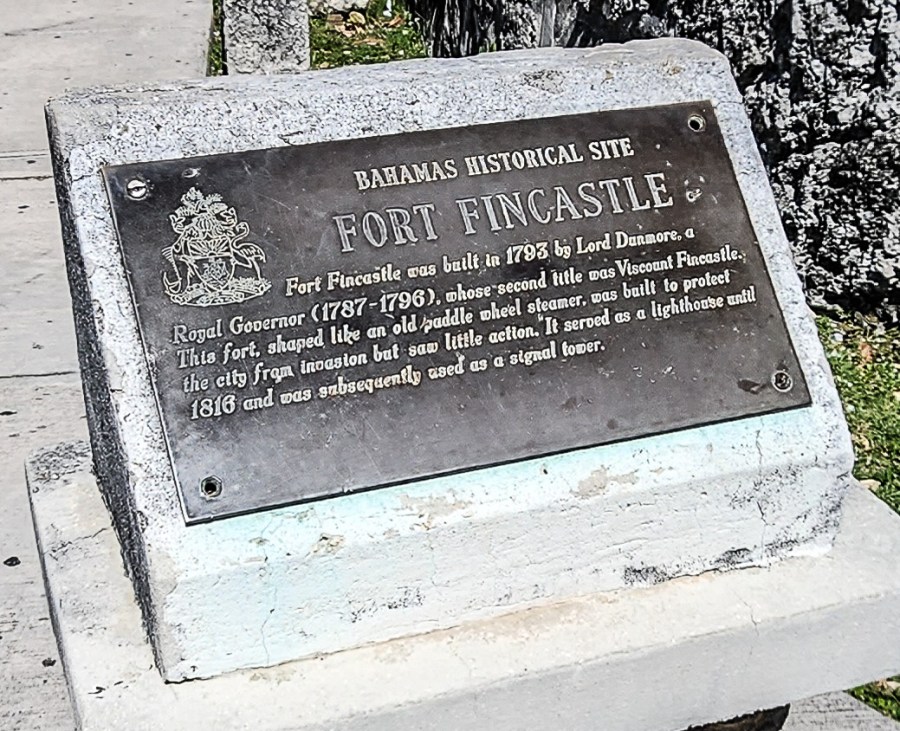 BAHAMAS HISTORICAL SITE
FORT FINCASTLE
Fort Fincastle was built in 1793 by Lord Dunmore, a
Royal Governor (1787-1796), whose second title was Viscount Fincastle.
This fort, shaped like an old paddle wheel steamer, was built to protect
the city from invasion but saw little action. It served as a lighthouse until
1816 and was subsequently used as a signal tower.